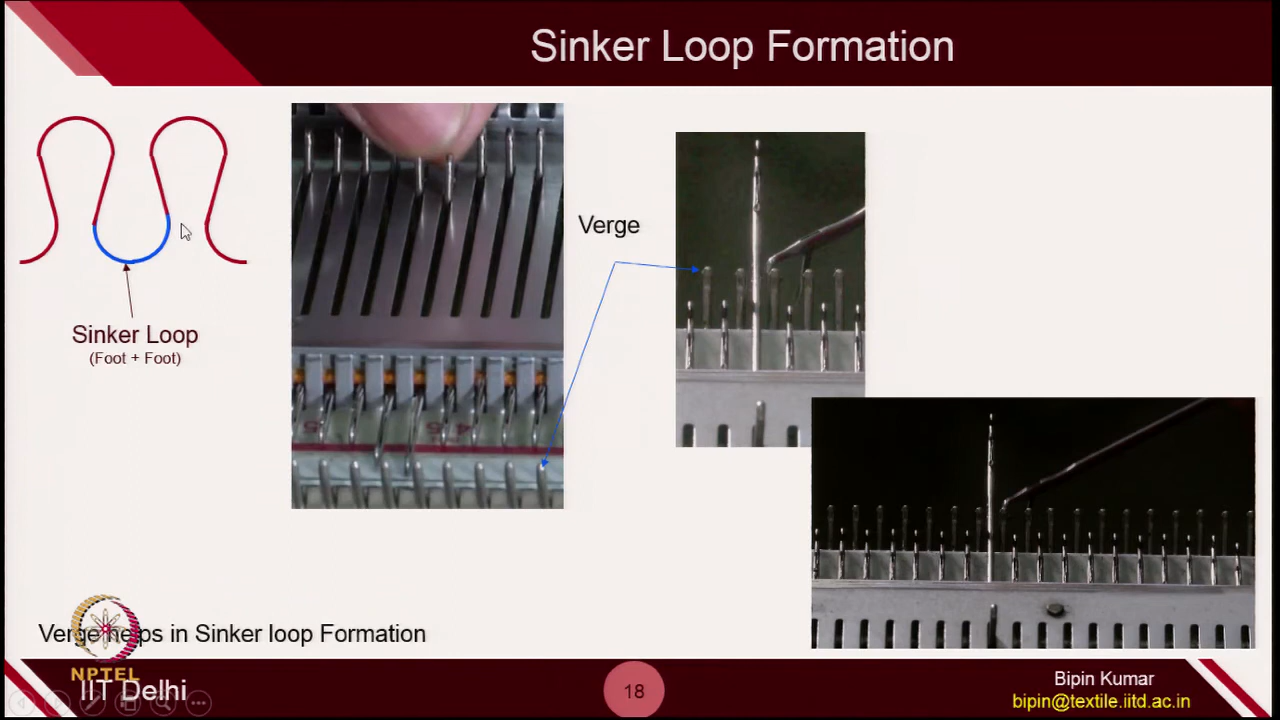 Sinker Loop Formation
Sinker Loop
(Foot + Foot)
Verge
Verge helps in Sinker loop Formation
NPTEL
IIT Delhi
18
Bipin Kumar
bipin@textile.iitd.ac.in